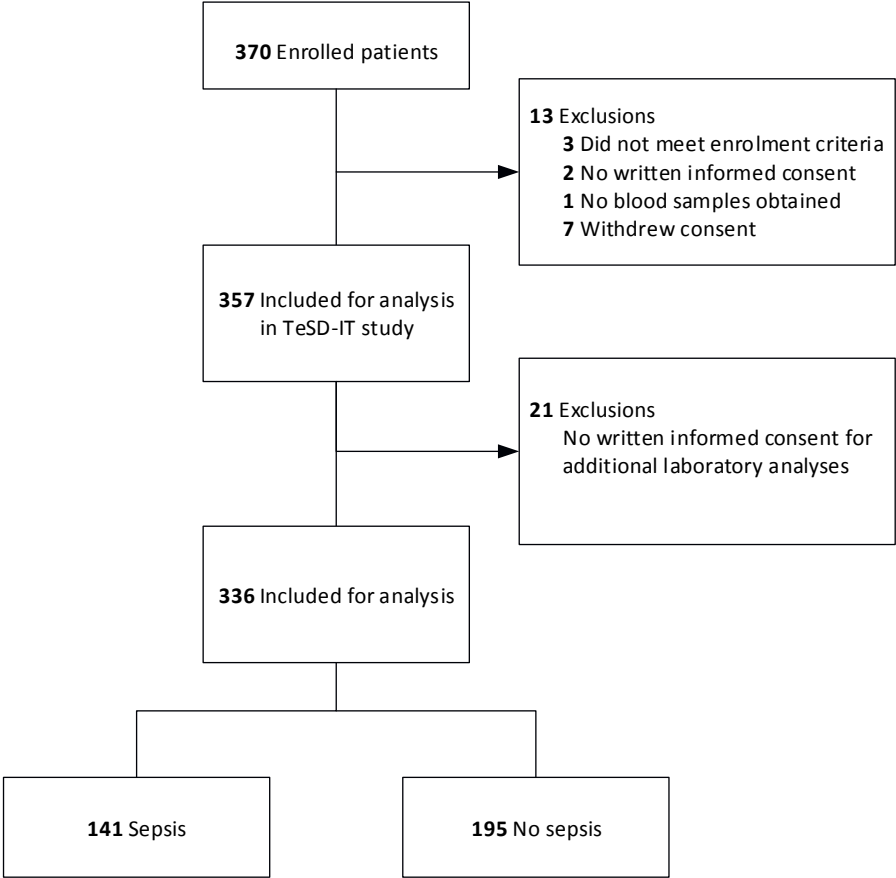 370 Enrolled patients
13 Exclusions
3 Did not meet enrolment criteria
2 No written informed consent
1 No blood samples obtained
7 Withdrew consent
357 Included for analysis
in TeSD-IT study
21 Exclusions
No written informed consent for
additional laboratory analyses
336 Included for analysis
141 Sepsis
195 No sepsis